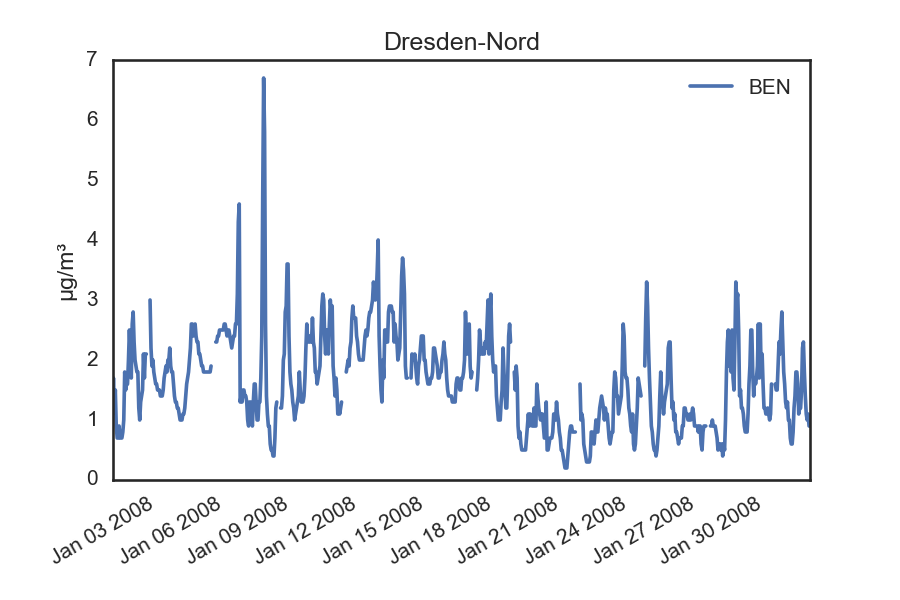 Dresden-Nord
7
6
5
4
3
2
1
0
µg/m³
BEN
Jan 03 2008
Jan 06 2008
Jan 09 2008
Jan 12 2008
Jan 15 2008
Jan 18 2008
Jan 21 2008
Jan 24 2008
Jan 27 2008
Jan 30 2008